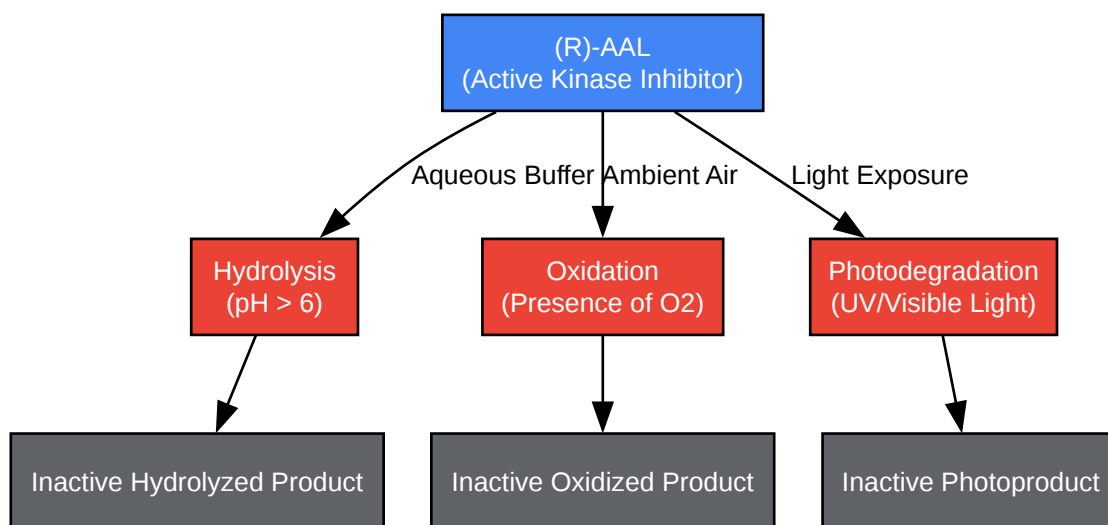 (R)-AAL
(Active Kinase Inhibitor)
Aqueous Buffer
Ambient Air
Light Exposure
Hydrolysis
(pH > 6)
Oxidation
(Presence of O2)
Photodegradation
(UV/Visible Light)
Inactive Hydrolyzed Product
Inactive Oxidized Product
Inactive Photoproduct